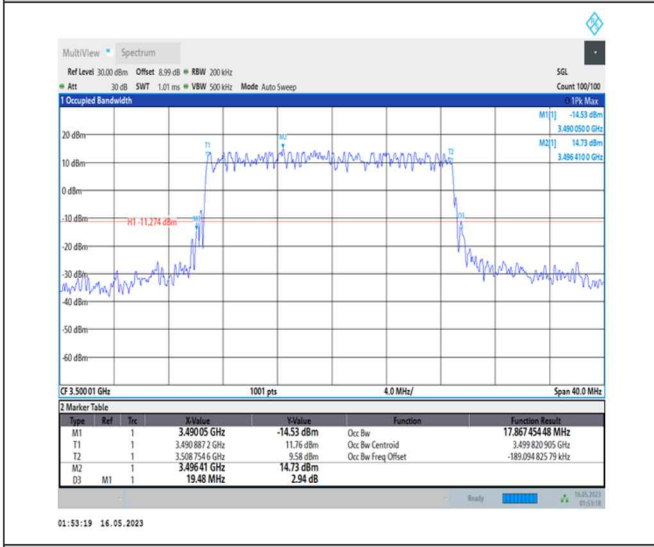 MultiView Spectrum
Ref Level 30.00 dBm Offset 8.99 dB RBW 200 kHz SGL
Att 30 dB SWT 1.01 ms VBW 500 kHz Mode Auto Sweep Count 100/100
1 Occupied Bandwidth 1Pk Max
M1[1] -14.53 dBm
3.490 050 0 GHz
M2[1] 14.73 dBm
3.496 410 0 GHz
20 dBm
T1 M2 T2
10 dBm
0 dBm
-10 dBm
H1 -11.274 dBm M1 D3
-20 dBm
-30 dBm
-40 dBm
-50 dBm
-60 dBm
CF 3.500 01 GHz 1001 pts 4.0 MHz/ Span 40.0 MHz
2 Marker Table
Type Ref Trc X-Value Y-Value Function Function Result
M1 1 3.490 05 GHz -14.53 dBm Occ Bw 17.867 454 48 MHz
T1 1 3.490 887 2 GHz 11.76 dBm Occ Bw Centroid 3.499 820 905 GHz
T2 1 3.508 754 6 GHz 9.58 dBm Occ Bw Freq Offset -189.094 825 79 kHz
M2 1 3.496 41 GHz 14.73 dBm
D3 M1 1 19.48 MHz 2.94 dB
Ready 16.05.2023
01:53:18
01:53:19 16.05.2023